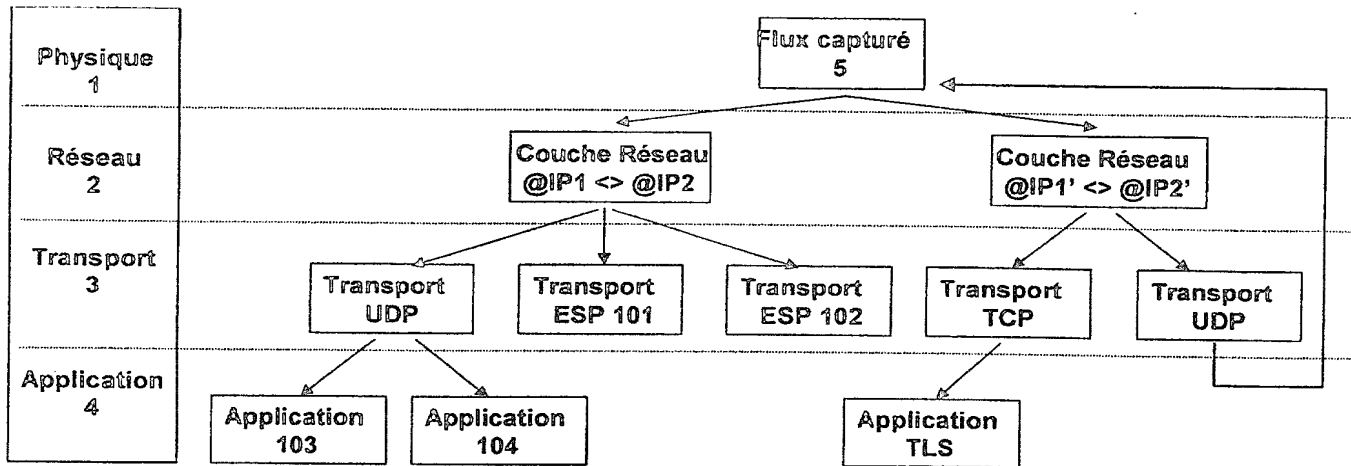 Physique
1
Flux capturé
5
Réseau
2
Couche Réseau
@IP1 <> @IP2
Couche Réseau
@IP1' <> @IP2'
Transport
3
Transport
UDP
Transport
ESP 101
Transport
ESP 102
Transport
TCP
Transport
UDP
Application
4
Application
103
Application
104
Application
TLS